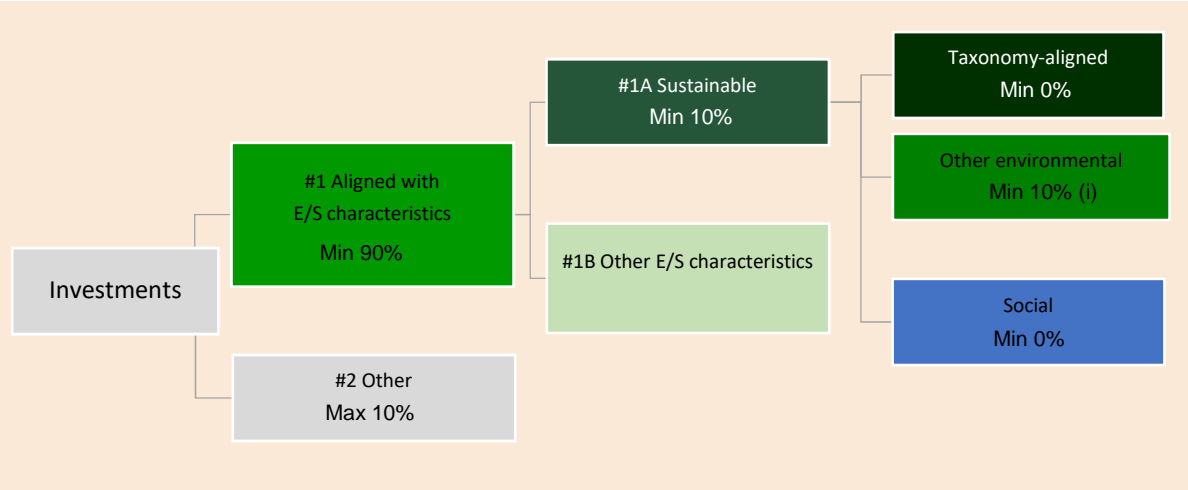 Investments
#1 Aligned with
E/S characteristics
Min 90%
#2 Other
Max 10%
#1A Sustainable
Min 10%
#1B Other E/S characteristics
Taxonomy-aligned
Min 0%
Other environmental
Min 10% (i)
Social
Min 0%